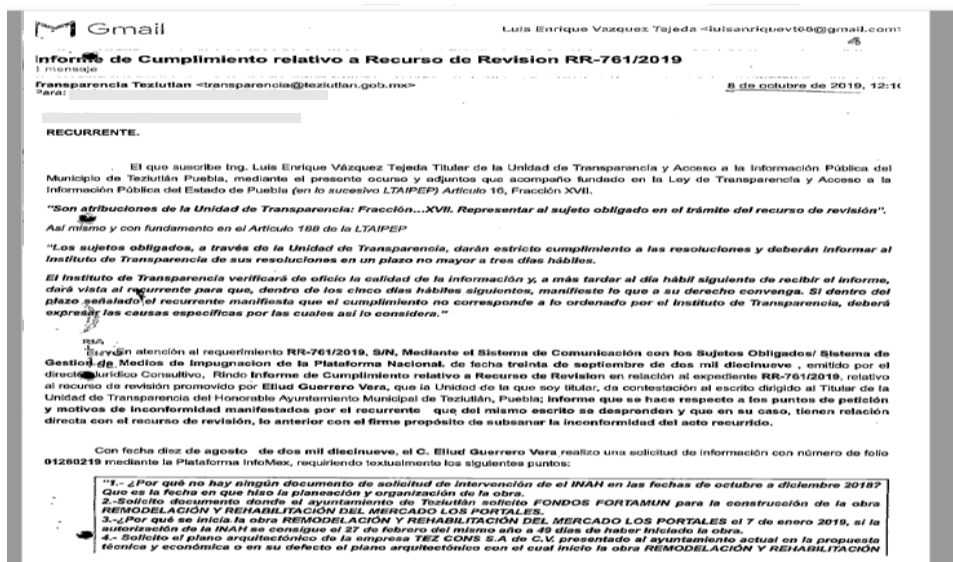 Gmail
Luis Enrique Vazquez Tejeda <luisenriquevt66@gmail.com>
Informe de Cumplimiento relativo a Recurso de Revision RR-761/2019
1 mensaje
Transparencia Teziutlan <transparencia@teziutlan.gob.mx>
Para:
8 de octubre de 2019, 12:1
RECURRENTE.
El que suscribe Ing. Luis Enrique Vázquez Tejeda Titular de la Unidad de Transparencia y Acceso a la Información Pública del
Municipio de Teziutlán Puebla, mediante el presente ocurso y adjuntos que acompaño fundado en la Ley de Transparencia y Acceso a la
Información Pública del Estado de Puebla (en lo sucesivo LTAIPEP) Artículo 16, Fracción XVII.
"Son atribuciones de la Unidad de Transparencia: Fracción...XVII. Representar al sujeto obligado en el trámite del recurso de revisión".
Así mismo y con fundamento en el Artículo 188 de la LTAIPEP
"Los sujetos obligados, a través de la Unidad de Transparencia, darán estricto cumplimiento a las resoluciones y deberán informar al
Instituto de Transparencia de sus resoluciones en un plazo no mayor a tres días hábiles.
El Instituto de Transparencia verificará de oficio la calidad de la información y, a más tardar al día hábil siguiente de recibir el informe,
dará vista al recurrente para que, dentro de los cinco días hábiles siguientes, manifieste lo que a su derecho convenga. Si dentro del
plazo señalado el recurrente manifiesta que el cumplimiento no corresponde a lo ordenado por el Instituto de Transparencia, deberá
expresar las causas específicas por las cuales así lo considera."
en atención al requerimiento RR-761/2019, S/N, Mediante el Sistema de Comunicación con los Sujetos Obligados/ Sistema de
Gestion de Medios de Impugnacion de la Plataforma Nacional. de fecha treinta de septiembre de dos mil diecinueve , emitido por el
Jurídico Consultivo, Rindo Informe de Cumplimiento relativo a Recurso de Revision en relación al expediente RR-761/2019, relativo
al recurso de revisión promovido por Eliud Guerrero Vera, que la Unidad de la que soy titular, da contestación al escrito dirigido al Titular de la
Unidad de Transparencia del Honorable Ayuntamiento Municipal de Teziutlán, Puebla; Informe que se hace respecto a los puntos de petición
y motivos de inconformidad manifestados por el recurrente que del mismo escrito se desprenden y que en su caso, tienen relación
directa con el recurso de revisión, lo anterior con el firme propósito de subsanar la inconformidad del acto recurrido.
Con fecha diez de agosto de dos mil diecinueve, el C. Eliud Guerrero Vera realizo una solicitud de información con número de folio
01260219 mediante la Plataforma InfoMex, requiriendo textualmente los siguientes puntos:
"1.- ¿Por qué no hay ningún documento de solicitud de intervención de el INAH en las fechas de octubre a diciembre 2018?
Que es la fecha en que hiso la planeación y organización de la obra.
2.-Solicito documento donde el ayuntamiento de Teziutlan solicito FONDOS FORTAMUN para la construcción de la obra
REMODELACIÓN Y REHABILITACIÓN DEL MERCADO LOS PORTALES.
3.-¿Por qué se inicia la obra REMODELACIÓN Y REHABILITACIÓN DEL MERCADO LOS PORTALES el 7 de enero 2019, si la
autorización de la INAH se consigue el 27 de febrero del mismo año a 49 días de haber iniciado la obra.
4.- Solicito el plano arquitectónico de la empresa TEZ CONS S.A de C.V. presentado al ayuntamiento actual en la propuesta
técnica y económica o en su defecto el plano arquitectónico con el cual inicio la obra REMODELACIÓN Y REHABILITACIÓN